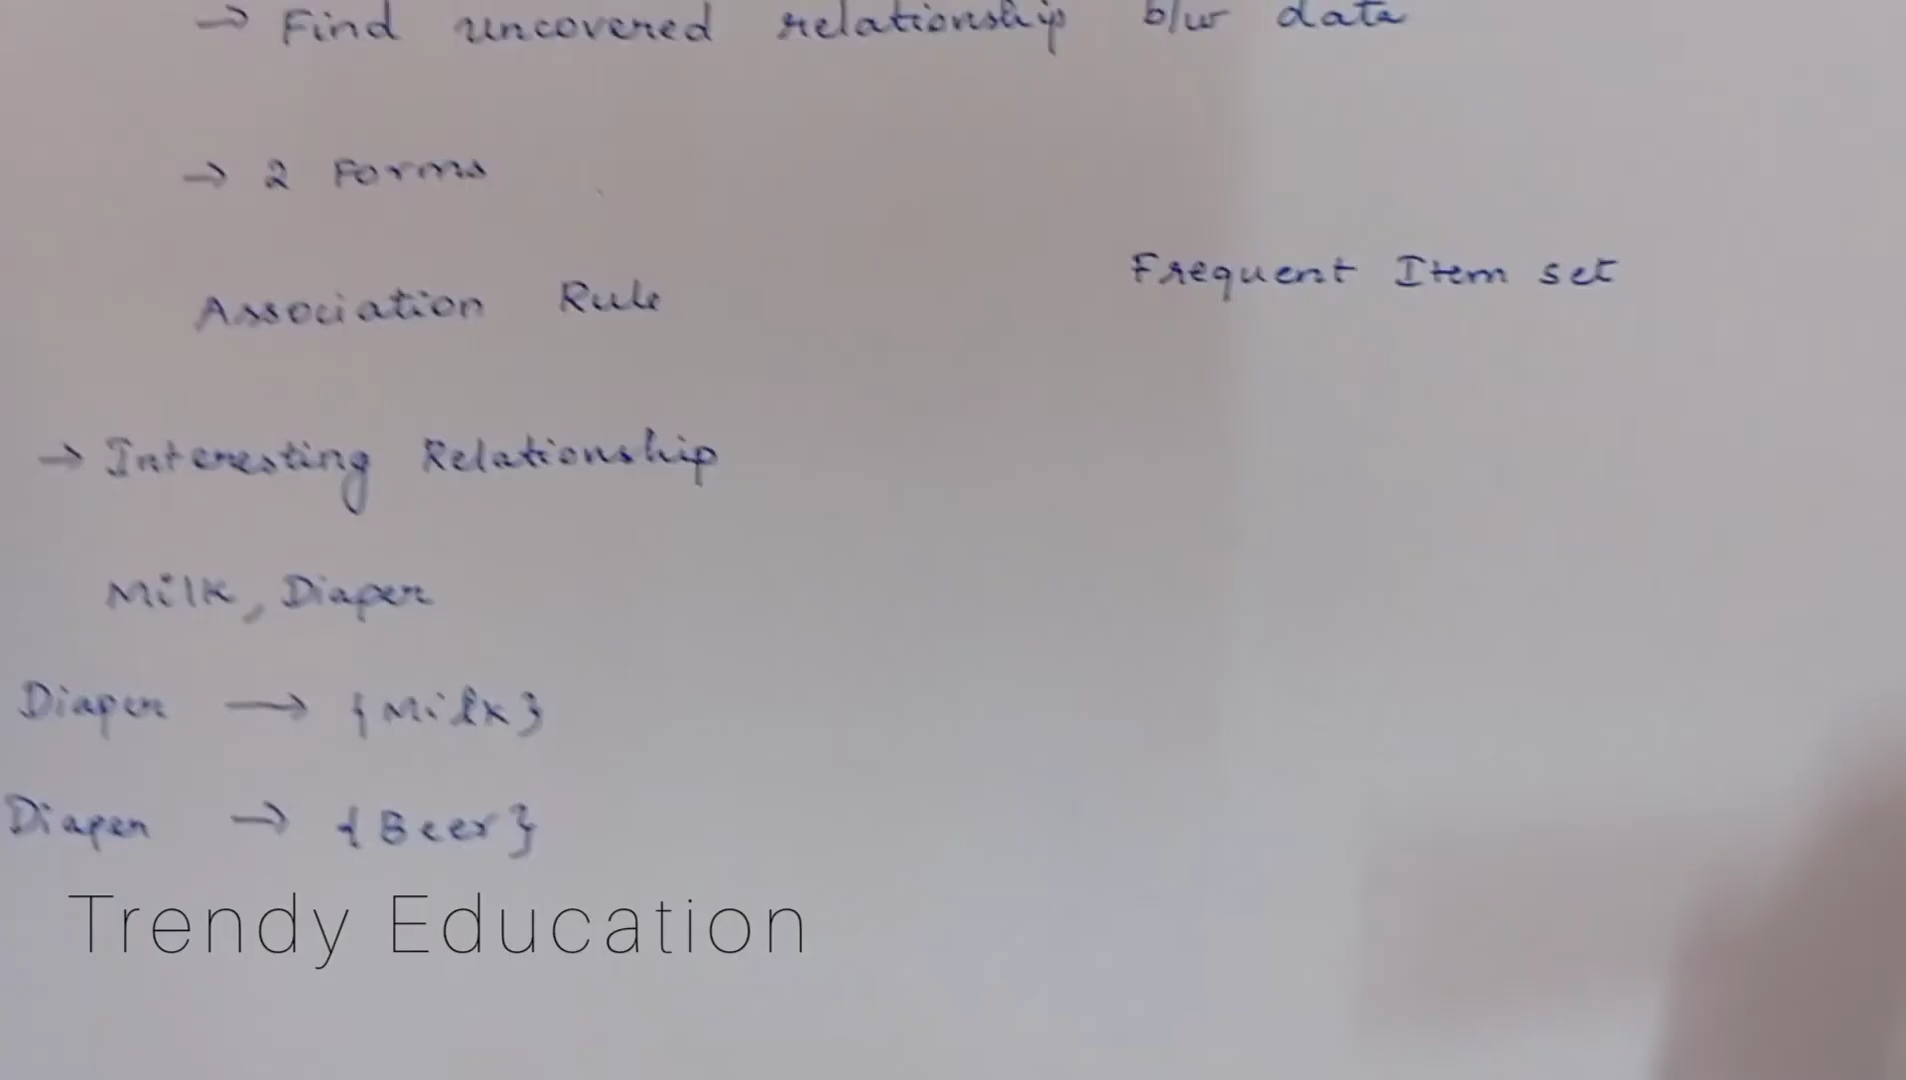 → Find uncovered relationship b/w data
→ 2 Forms
Association Rule
Frequent Item set
→ Interesting Relationship
Milk, Diaper
Diaper → {Milk}
Diaper → {Beer}
Trendy Education